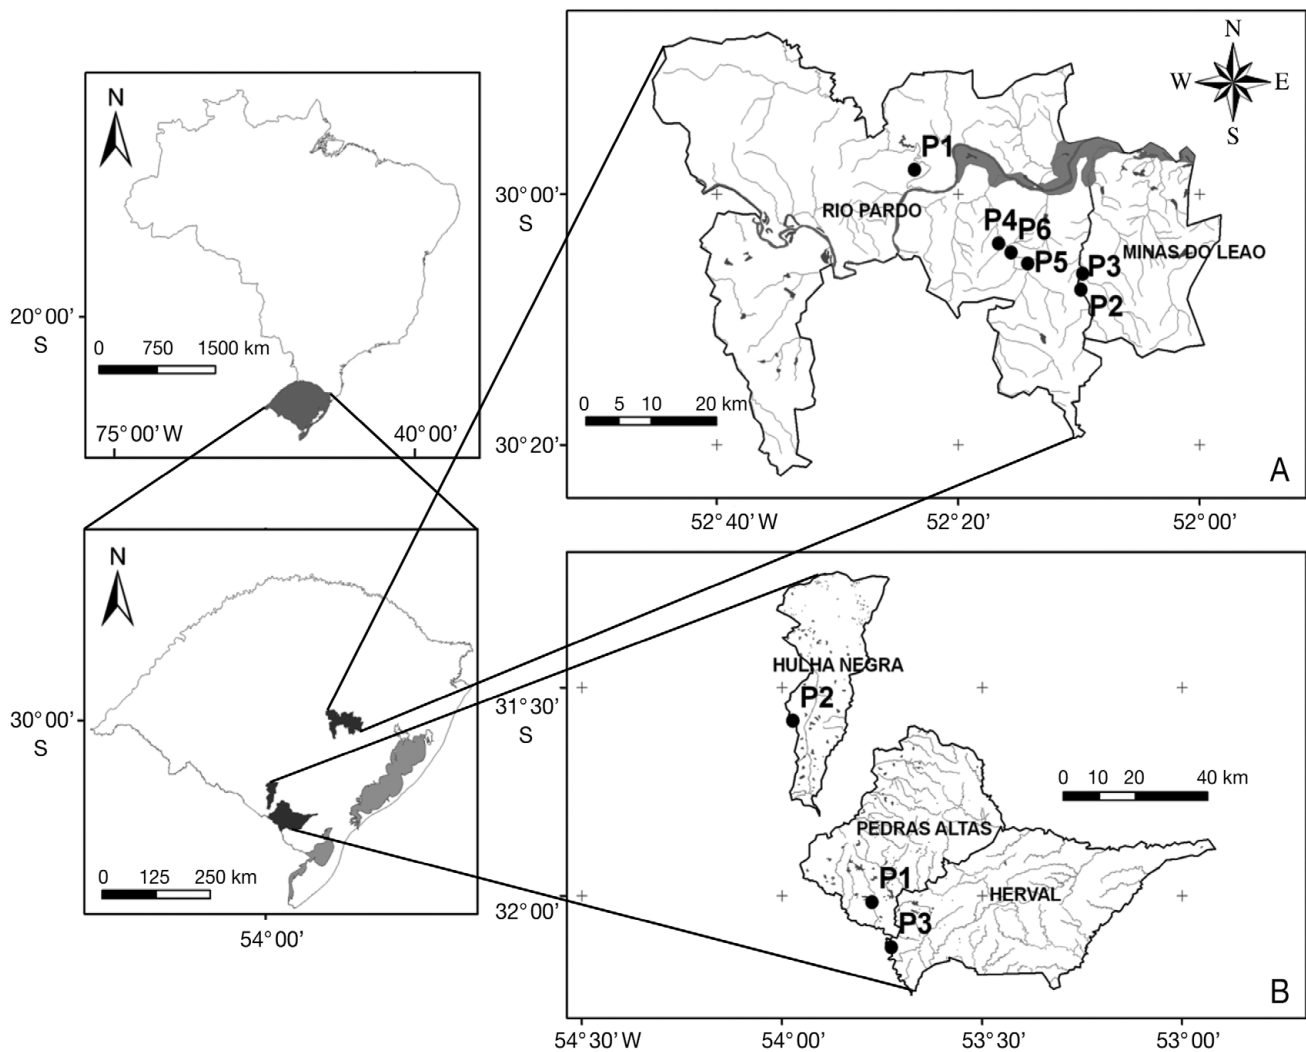 N
20°00'
S
0 750 1500 km
75°00' W 40°00'
N
30°00'
S
0 125 250 km
54°00'
N
W E
S
P1
30°00'
S
RIO PARDO
P4
P6
P5
MINAS DO LEAO
P3
P2
0 5 10 20 km
30°20'
A
52°40' W 52°20' 52°00'
HULHA NEGRA
P2
31°30'
S
0 10 20 40 km
PEDRAS ALTAS
P1
HERVAL
32°00'
P3
B
54°30' W 54°00' 53°30' 53°00'